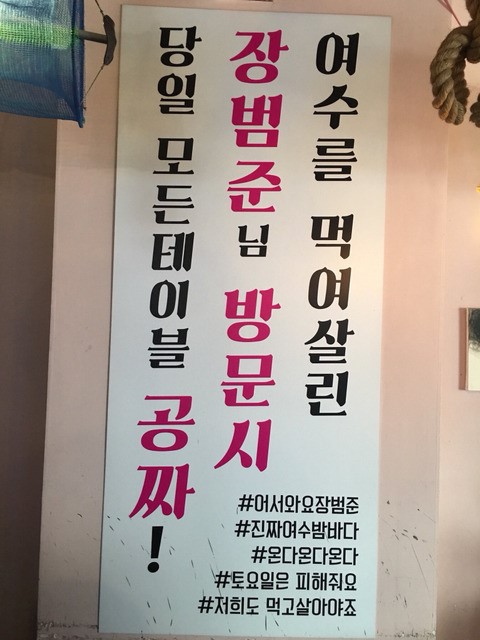 여수를 먹여살린
장범준님 방문시
당일 모든테이블 공짜!
#어서와요장범준
#진짜여수밤바다
#온다온다온다
#토요일은 피해줘요
#저희도 먹고살아야죠